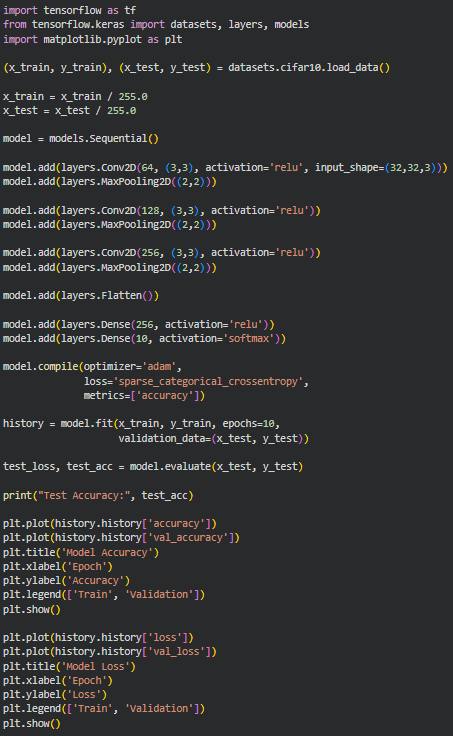 import tensorflow as tf
from tensorflow.keras import datasets, layers, models
import matplotlib.pyplot as plt

(x_train, y_train), (x_test, y_test) = datasets.cifar10.load_data()

x_train = x_train / 255.0
x_test = x_test / 255.0

model = models.Sequential()

model.add(layers.Conv2D(64, (3,3), activation='relu', input_shape=(32,32,3)))
model.add(layers.MaxPooling2D((2,2)))

model.add(layers.Conv2D(128, (3,3), activation='relu'))
model.add(layers.MaxPooling2D((2,2)))

model.add(layers.Conv2D(256, (3,3), activation='relu'))
model.add(layers.MaxPooling2D((2,2)))

model.add(layers.Flatten())

model.add(layers.Dense(256, activation='relu'))
model.add(layers.Dense(10, activation='softmax'))

model.compile(optimizer='adam',
              loss='sparse_categorical_crossentropy',
              metrics=['accuracy'])

history = model.fit(x_train, y_train, epochs=10,
                    validation_data=(x_test, y_test))

test_loss, test_acc = model.evaluate(x_test, y_test)

print("Test Accuracy:", test_acc)

plt.plot(history.history['accuracy'])
plt.plot(history.history['val_accuracy'])
plt.title('Model Accuracy')
plt.xlabel('Epoch')
plt.ylabel('Accuracy')
plt.legend(['Train', 'Validation'])
plt.show()

plt.plot(history.history['loss'])
plt.plot(history.history['val_loss'])
plt.title('Model Loss')
plt.xlabel('Epoch')
plt.ylabel('Loss')
plt.legend(['Train', 'Validation'])
plt.show()